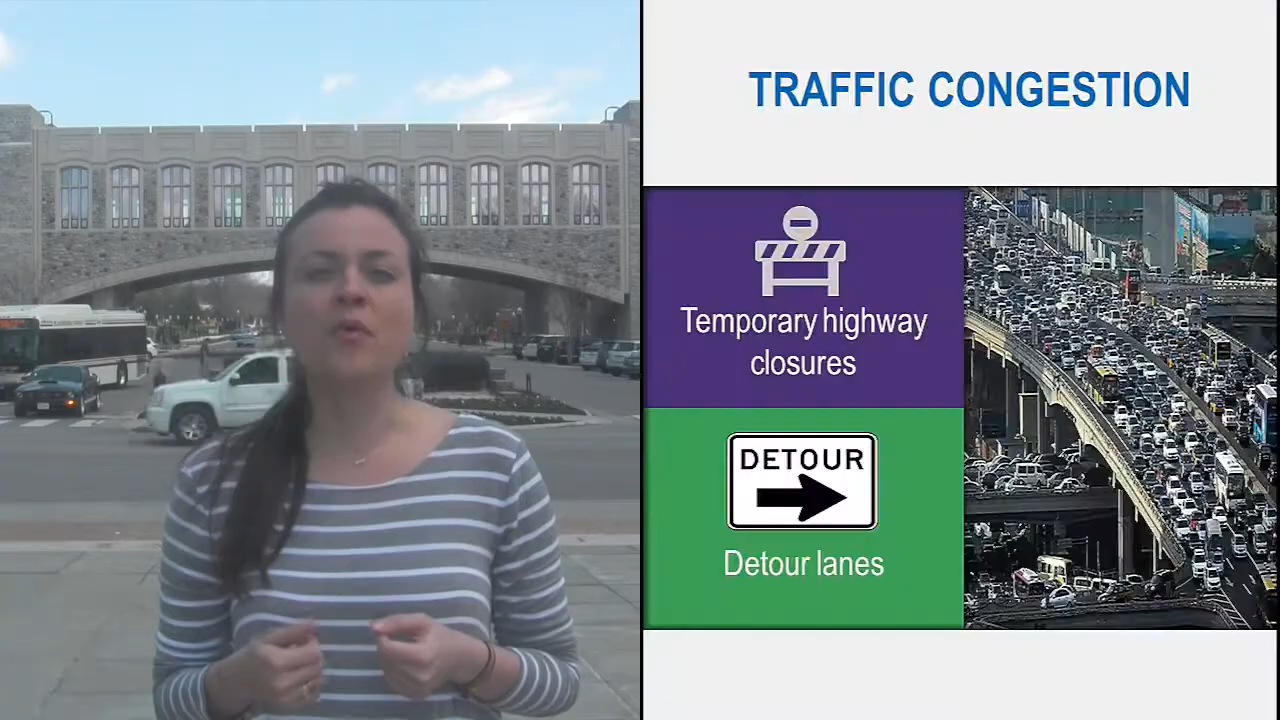 TRAFFIC CONGESTION
Temporary highway
closures
DETOUR
Detour lanes